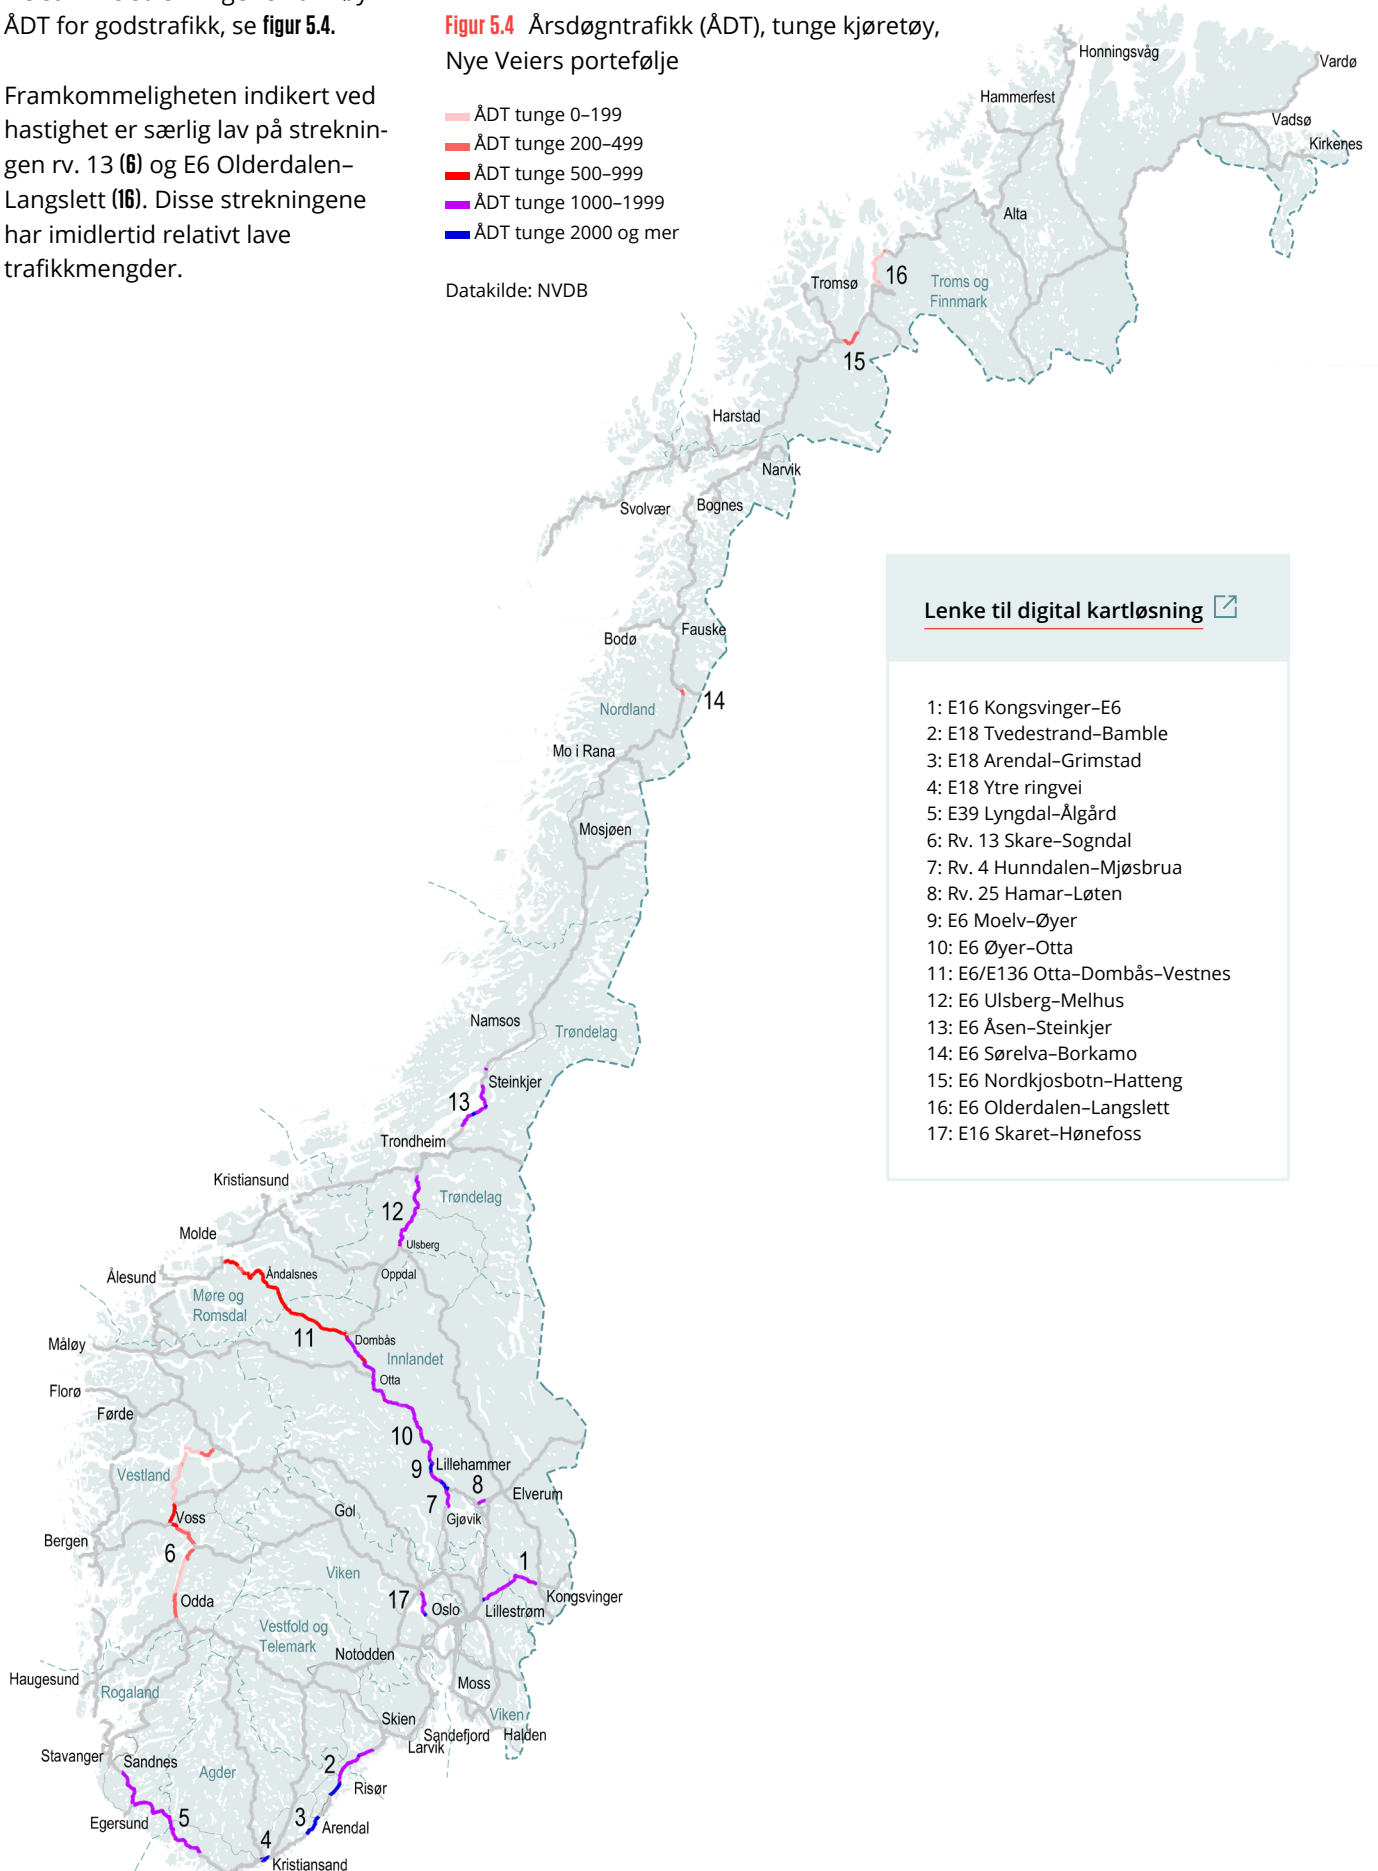 ÅDT for godstrafikk, se figur 5.4.
Framkommeligheten indikert ved
hastighet er særlig lav på streknin-
gen rv. 13 (6) og E6 Olderdalen–
Langslett (16). Disse strekningene
har imidlertid relativt lave
trafikkmengder.
Figur 5.4 Årsdøgntrafikk (ÅDT), tunge kjøretøy,
Nye Veiers portefølje
ÅDT tunge 0–199
ÅDT tunge 200–499
ÅDT tunge 500–999
ÅDT tunge 1000–1999
ÅDT tunge 2000 og mer
Datakilde: NVDB
Honningsvåg
Vardø
Hammerfest
Vadsø
Kirkenes
Alta
16
Tromsø
Troms og
Finnmark
15
Harstad
Narvik
Svolvær
Bognes
Bodø
Fauske
14
Nordland
Mo i Rana
Mosjøen
Namsos
Trøndelag
Steinkjer
13
Trondheim
Kristiansund
Trøndelag
12
Molde
Ulsberg
Ålesund
Åndalsnes
Oppdal
Møre og
Romsdal
11
Måløy
Dombås
Innlandet
Otta
Florø
Førde
10
Vestland
9
Lillehammer
8
7
Elverum
Gol
Gjøvik
Voss
Bergen
6
1
Viken
17
Kongsvinger
Odda
Oslo
Lillestrøm
Vestfold og
Telemark
Notodden
Haugesund
Rogaland
Moss
Viken
Skien
Sandefjord
Halden
Larvik
Stavanger
Sandnes
2
Agder
Risør
5
3
Egersund
Arendal
4
Kristiansand
Lenke til digital kartløsning
1: E16 Kongsvinger–E6
2: E18 Tvedestrand–Bamble
3: E18 Arendal–Grimstad
4: E18 Ytre ringvei
5: E39 Lyngdal–Ålgård
6: Rv. 13 Skare–Sogndal
7: Rv. 4 Hunndalen–Mjøsbrua
8: Rv. 25 Hamar–Løten
9: E6 Moelv–Øyer
10: E6 Øyer–Otta
11: E6/E136 Otta–Dombås–Vestnes
12: E6 Ulsberg–Melhus
13: E6 Åsen–Steinkjer
14: E6 Sørelva–Borkamo
15: E6 Nordkjosbotn–Hatteng
16: E6 Olderdalen–Langslett
17: E16 Skaret–Hønefoss